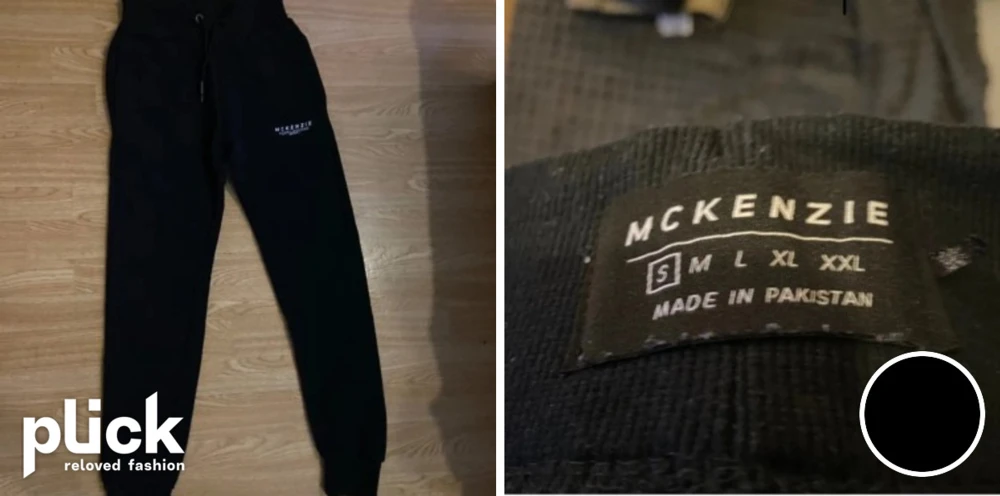 MCKENZIE
plick
reloved fashion
MCKENZIE
S M L XL XXL
MADE IN PAKISTAN